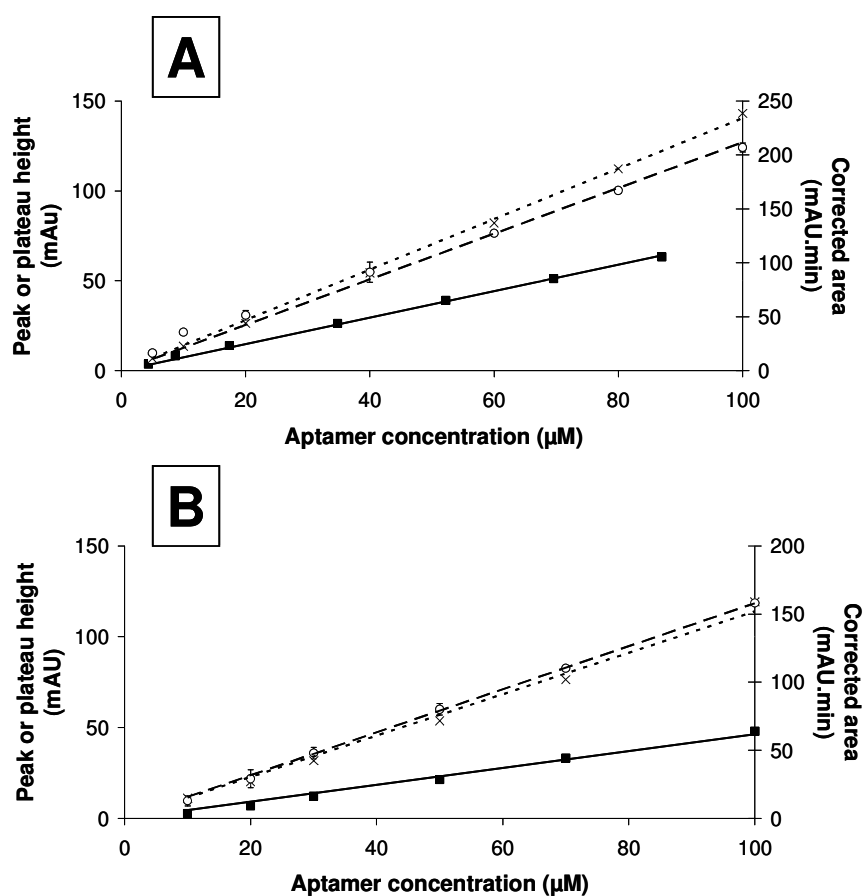 A
150
100
50
0
Peak or plateau height
(mAu)
250
200
150
100
50
0
Corrected area
(mAU.min)
0 20 40 60 80 100
Aptamer concentration (µM)
B
150
100
50
0
Peak or plateau height
(mAU)
200
150
100
50
0
Corrected area
(mAU.min)
0 20 40 60 80 100
Aptamer concentration (µM)